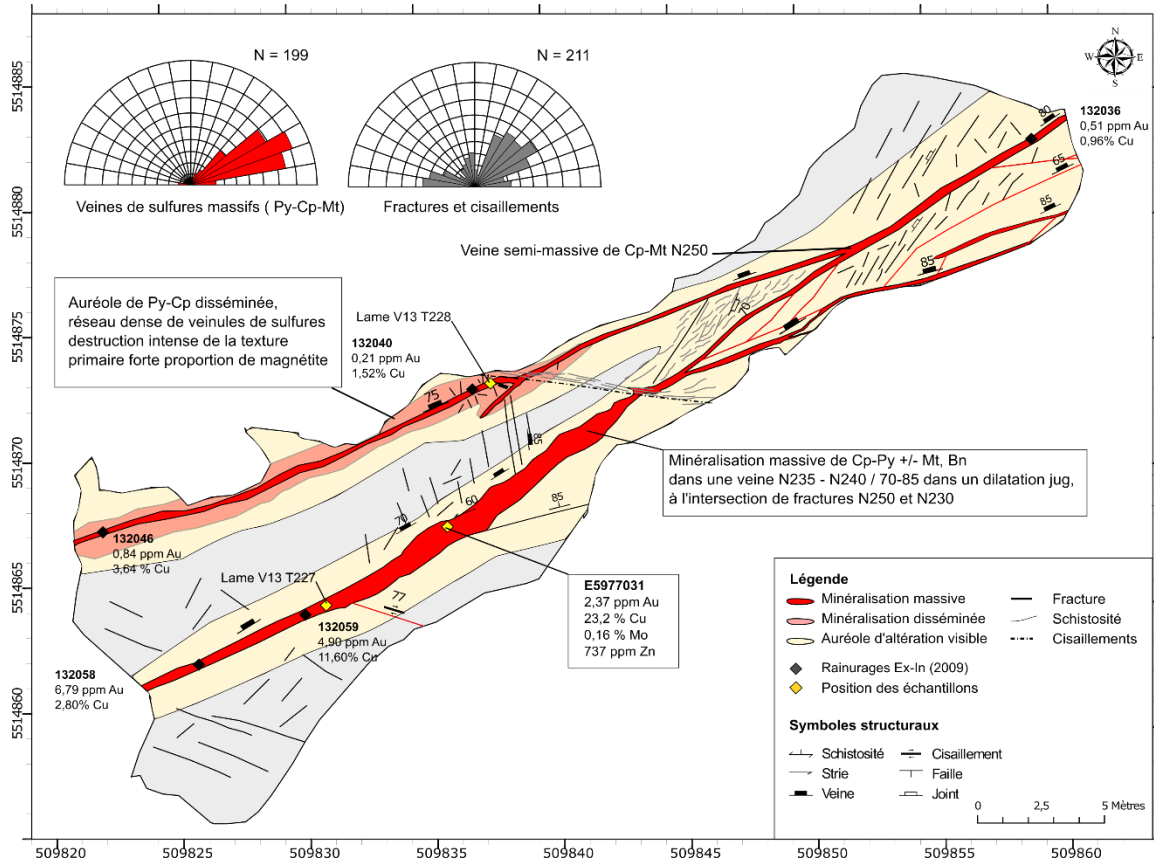 N = 199
N = 211
Veines de sulfures massifs ( Py-Cp-Mt)
Fractures et cisaillements
N
W
E
S
132036
0,51 ppm Au
0,96% Cu
80
65
85
85
Veine semi-massive de Cp-Mt N250
Auréole de Py-Cp disséminée,
réseau dense de veinules de sulfures
destruction intense de la texture
primaire forte proportion de magnétite
Lame V13 T228
132040
0,21 ppm Au
1,52% Cu
70
75
85
Minéralisation massive de Cp-Py +/- Mt, Bn
dans une veine N235 - N240 / 70-85 dans un dilatation jug,
à l'intersection de fractures N250 et N230
60
85
70
132046
0,84 ppm Au
3,64 % Cu
Lame V13 T227
77
132059
4,90 ppm Au
11,60% Cu
E5977031
2,37 ppm Au
23,2 % Cu
0,16 % Mo
737 ppm Zn
132058
6,79 ppm Au
2,80% Cu
Légende
Minéralisation massive
Minéralisation disséminée
Auréole d'altération visible
Fracture
Schistosité
Cisaillements
Rainurages Ex-In (2009)
Position des échantillons
Symboles structuraux
Schistosité
Cisaillement
Strie
Faille
Veine
Joint
0 2,5 5 Mètres
5514885
5514880
5514875
5514870
5514865
5514860
509820 509825 509830 509835 509840 509845 509850 509855 509860